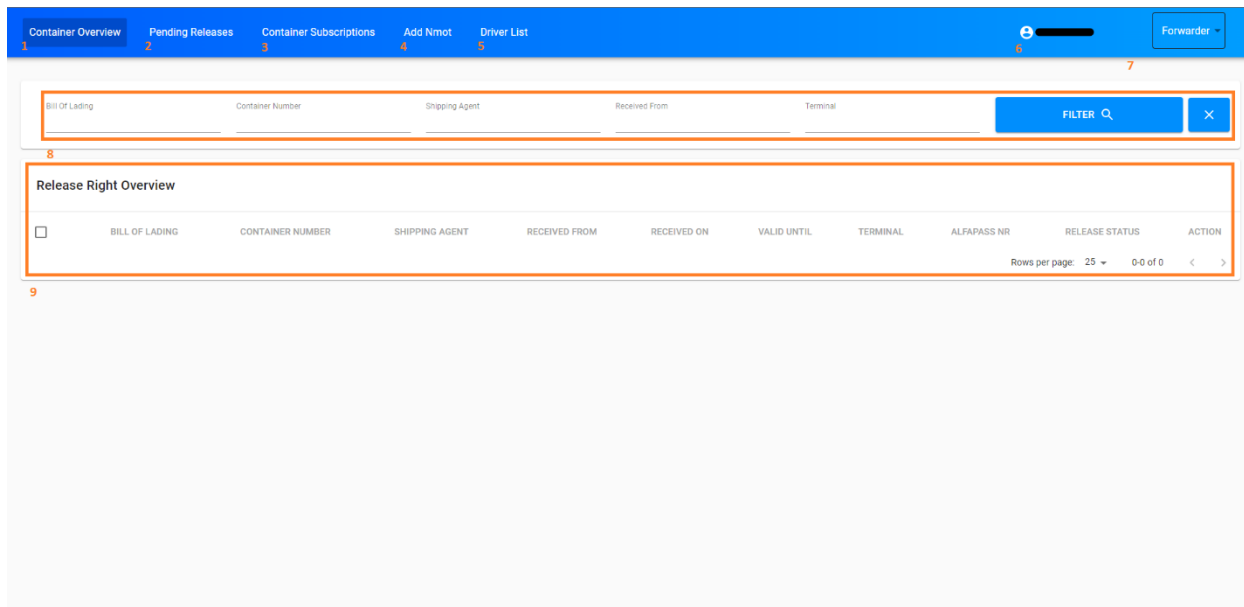 Container Overview Pending Releases Container Subscriptions Add Nmot Driver List Forwarder
1 2 3 4 5 6 7
Bill Of Lading Container Number Shipping Agent Received From Terminal FILTER
8
Release Right Overview
BILL OF LADING CONTAINER NUMBER SHIPPING AGENT RECEIVED FROM RECEIVED ON VALID UNTIL TERMINAL ALFAPASS NR RELEASE STATUS ACTION
Rows per page: 25 0-0 of 0
9